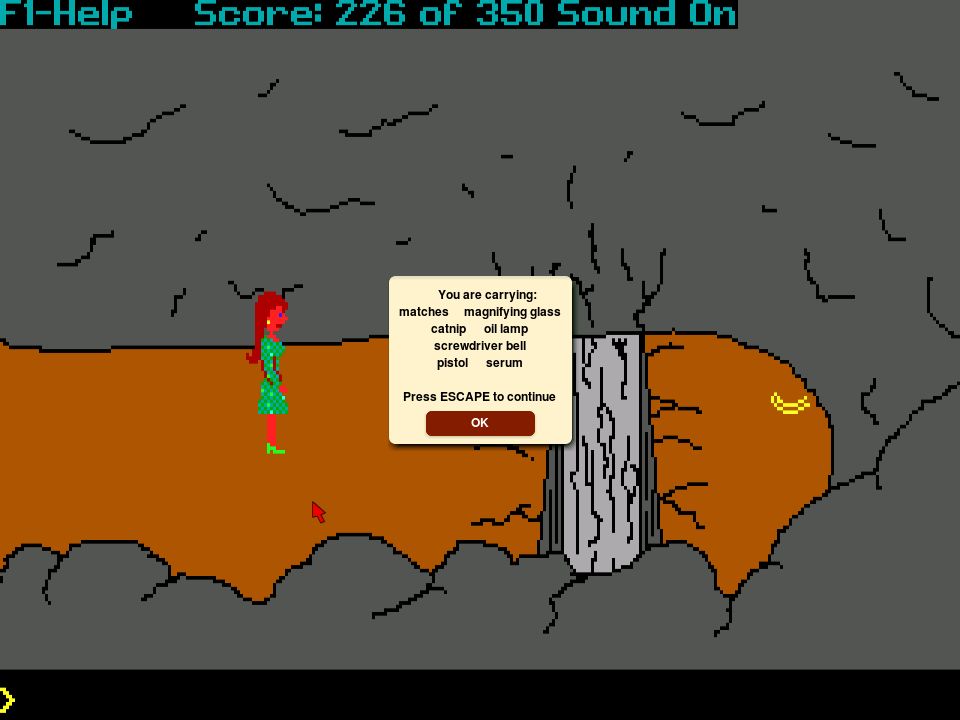 F1-Help Score: 226 of 350 Sound On
You are carrying:
matches magnifying glass
catnip oil lamp
screwdriver bell
pistol serum
Press ESCAPE to continue
OK